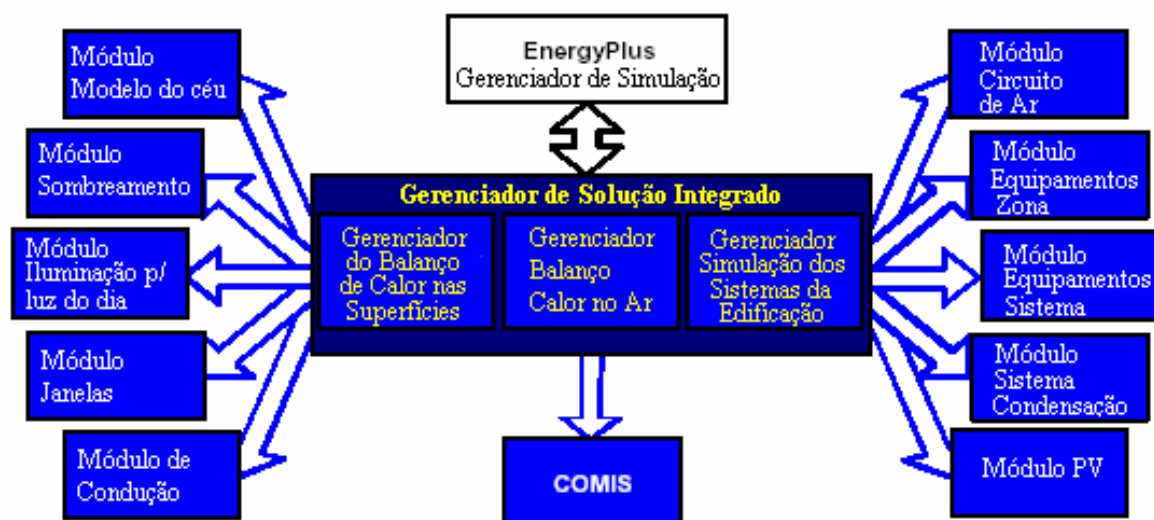 EnergyPlus
Gerenciador de Simulação
Módulo
Modelo do céu
Módulo
Sombreamento
Módulo
Iluminação p/
luz do dia
Módulo
Janelas
Módulo de
Condução
Gerenciador de Solução Integrado
Gerenciador
do Balanço
de Calor nas
Superfícies
Gerenciador
Balanço
Calor no Ar
Gerenciador
Simulação dos
Sistemas da
Edificação
COMIS
Módulo
Circuito
de Ar
Módulo
Equipamentos
Zona
Módulo
Equipamentos
Sistema
Módulo
Sistema
Condensação
Módulo PV